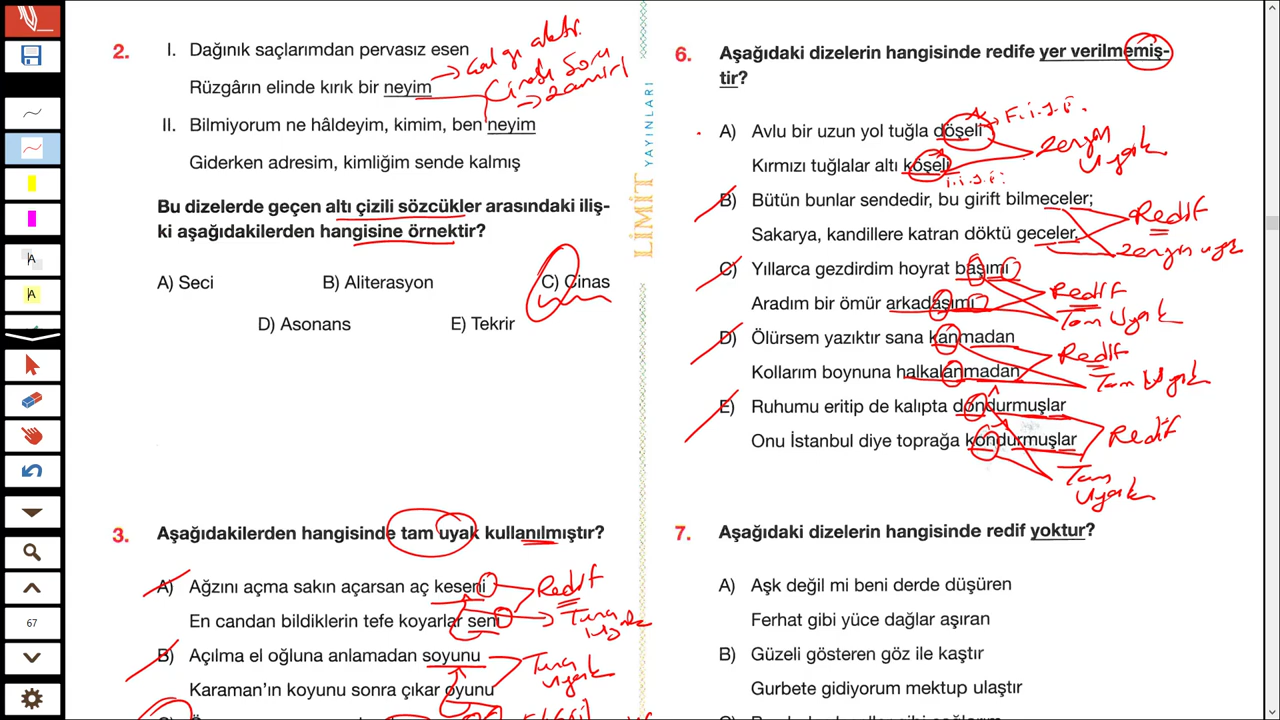 2.
I. Dağınık saçlarımdan pervasız esen
Rüzgârın elinde kırık bir neyim
II. Bilmiyorum ne hâldeyim, kimim, ben neyim
Giderken adresim, kimliğim sende kalmış
Bu dizelerde geçen altı çizili sözcükler arasındaki iliş-
ki aşağıdakilerden hangisine örnektir?
A) Seci
B) Aliterasyon
C) Cinas
D) Asonans
E) Tekrir
3. Aşağıdakilerden hangisinde tam uyak kullanılmıştır?
A) Ağzını açma sakın açarsan aç keseni
Redif
En candan bildiklerin tefe koyarlar seni
B) Açılma el oğluna anlamadan soyunu
Uyak
Karaman'ın koyunu sonra çıkar oyunu
LİMİT YAYINLARI
6. Aşağıdaki dizelerin hangisinde redife yer verilmemiş-
tir?
A) Avlu bir uzun yol tuğla döşeli
Kırmızı tuğlalar altı köşeli
zengin
Uyak
B) Bütün bunlar sendedir, bu girift bilmeceler;
Redif
Sakarya, kandillere katran döktü geceler.
zengin uyak
C) Yıllarca gezdirdim hoyrat başımı
Redif
Aradım bir ömür arkadaşımı
Tam Uyak
D) Ölürsem yazıktır sana kanmadan
Redif
Kollarım boynuna halkalanmadan
Tam Uyak
E) Ruhumu eritip de kalıpta dondurmuşlar
Redif
Onu İstanbul diye toprağa kondurmuşlar
Tam
Uyak
7. Aşağıdaki dizelerin hangisinde redif yoktur?
A) Aşk değil mi beni derde düşüren
Ferhat gibi yüce dağlar aşıran
B) Güzeli gösteren göz ile kaştır
Gurbete gidiyorum mektup ulaştır
67